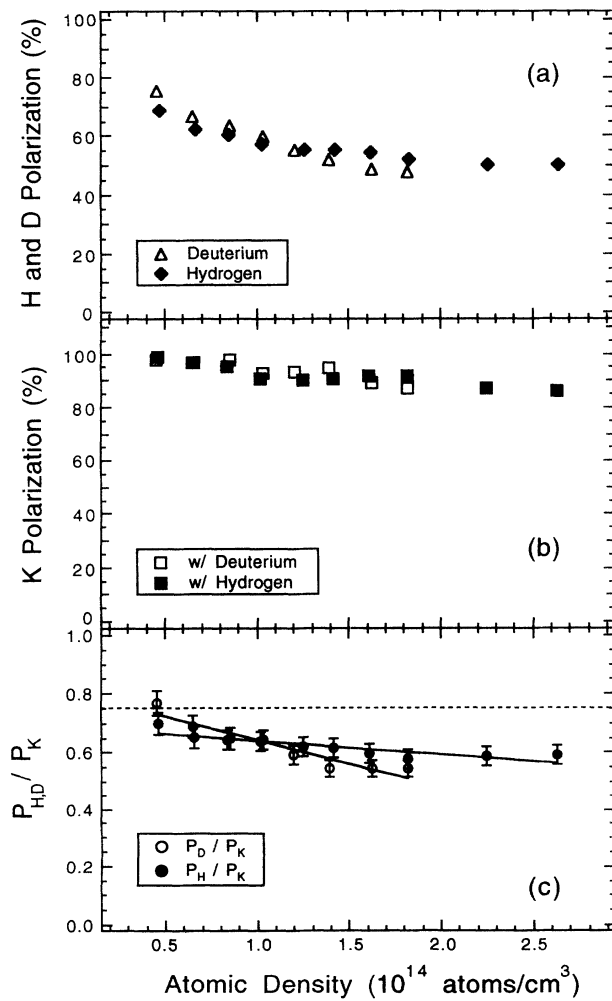 H and D Polarization (%)
100
80
60
40
20
0
(a)
Deuterium
Hydrogen
K Polarization (%)
100
80
60
40
20
0
(b)
w/ Deuterium
w/ Hydrogen
P_H,D / P_K
1.0
0.8
0.6
0.4
0.2
0.0
(c)
P_D / P_K
P_H / P_K
0.5 1.0 1.5 2.0 2.5
Atomic Density (10^14 atoms/cm^3)